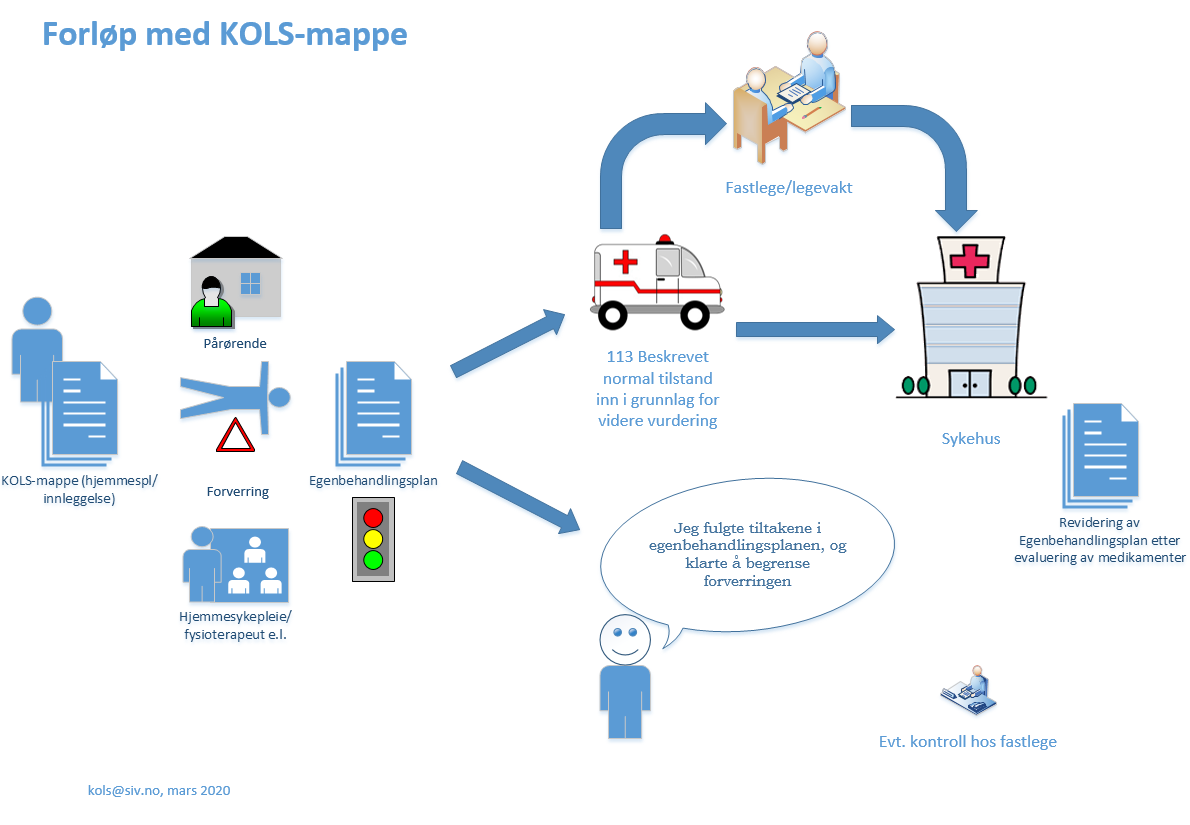 Forløp med KOLS-mappe
Fastlege/legevakt
Pårørende
113 Beskrevet
normal tilstand
inn i grunnlag for
videre vurdering
Sykehus
KOLS-mappe (hjemmespl/
innleggelse)
Forverring
Egenbehandlingsplan
Jeg fulgte tiltakene i
egenbehandlingsplanen, og
klarte å begrense
forverringen
Revidering av
Egenbehandlingsplan etter
evaluering av medikamenter
Hjemmesykepleie/
fysioterapeut e.l.
Evt. kontroll hos fastlege
kols@siv.no, mars 2020